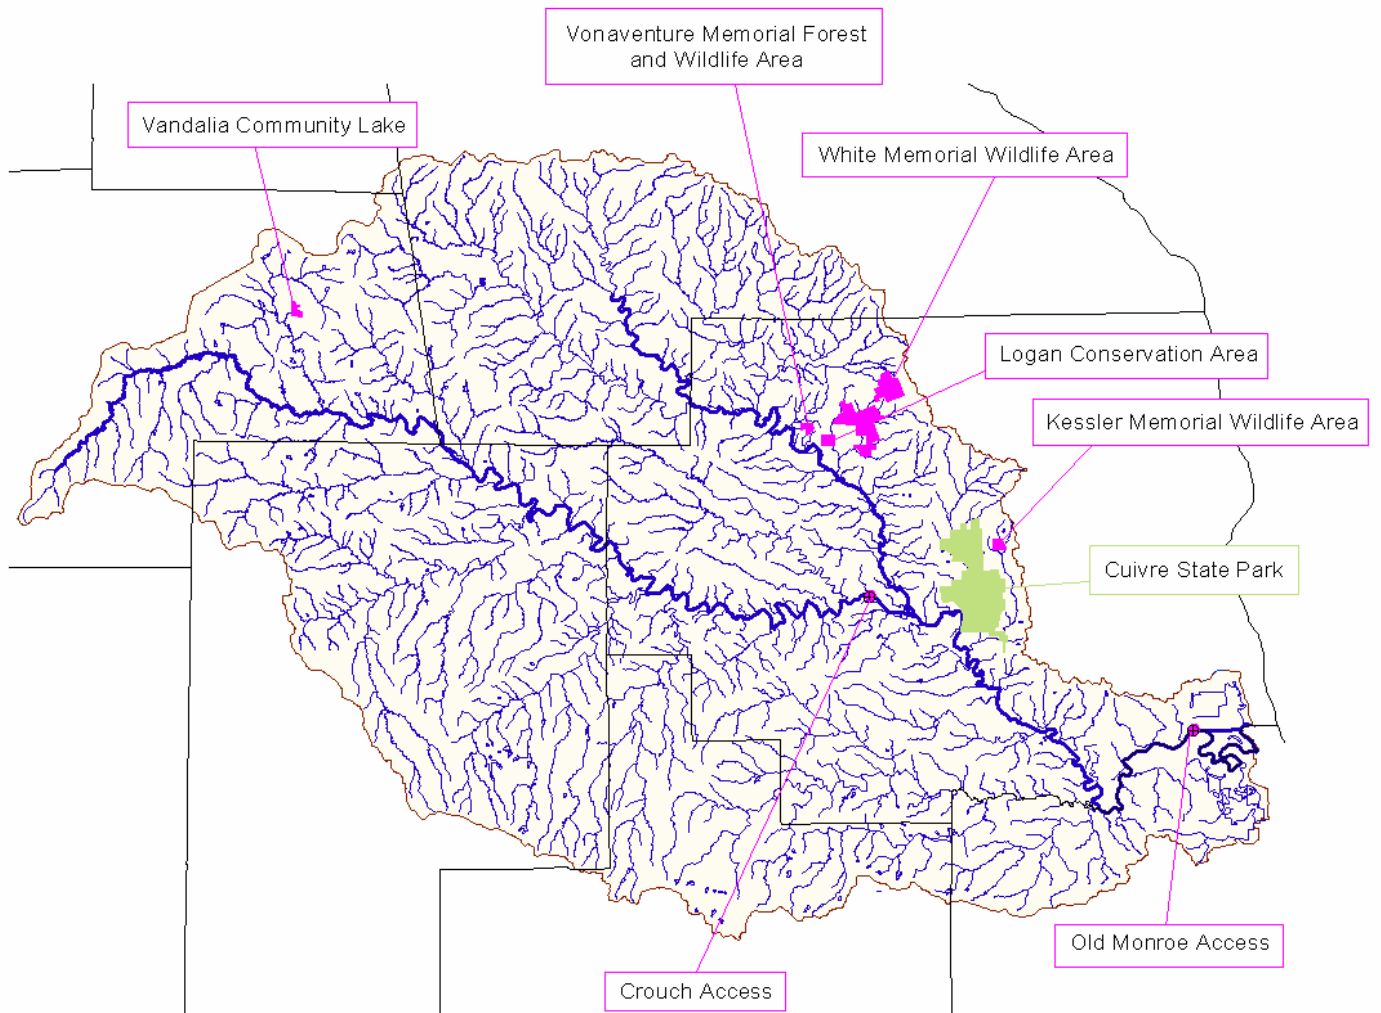 Vonaventure Memorial Forest
and Wildlife Area
Vandalia Community Lake
White Memorial Wildlife Area
Logan Conservation Area
Kessler Memorial Wildlife Area
Cuivre State Park
Old Monroe Access
Crouch Access